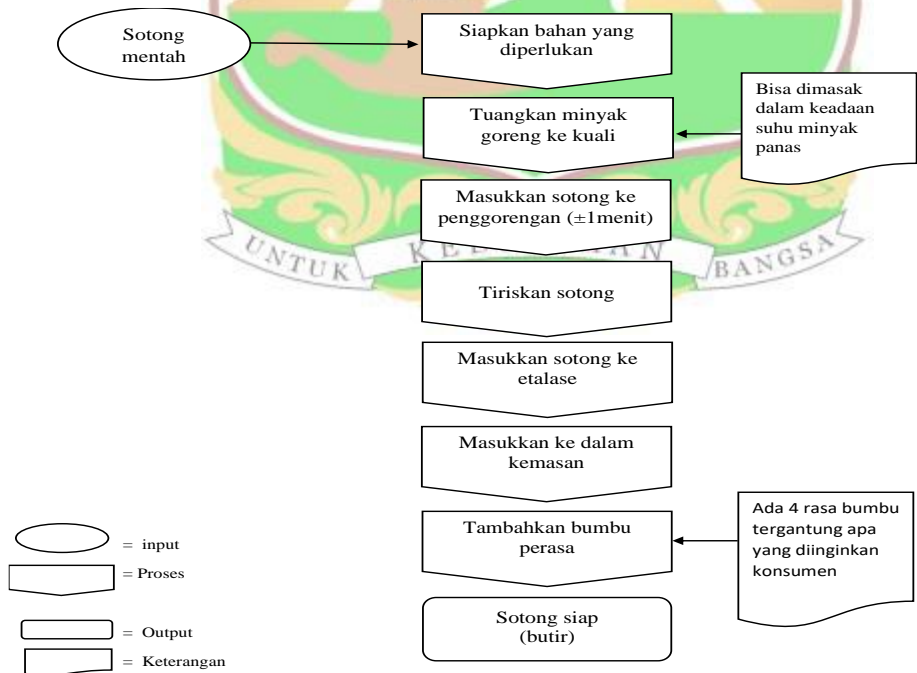 Sotong
mentah
Siapkan bahan yang
diperlukan
Tuangkan minyak
goreng ke kuali
Bisa dimasak
dalam keadaan
suhu minyak
panas
Masukkan sotong ke
penggorengan (±1menit)
UNTUK BANGSA
Tiriskan sotong
Masukkan sotong ke
etalase
Masukkan ke dalam
kemasan
Tambahkan bumbu
perasa
Ada 4 rasa bumbu
tergantung apa
yang diinginkan
konsumen
Sotong siap
(butir)
= input
= Proses
= Output
= Keterangan